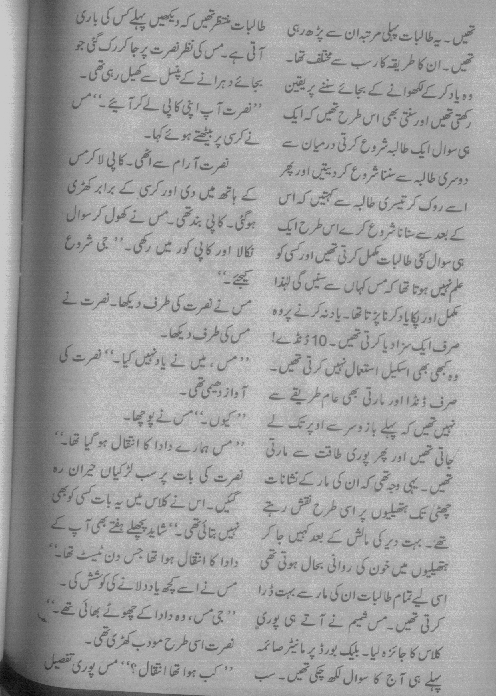 تھیں۔ یہ طالبات پہلی مرتبہ ان سے پڑھ رہی
تھیں۔ ان کا طریقہ کار سب سے مختلف تھا۔
وہ یاد کر کے لکھوانے کے بجائے سننے پر یقین
رکھتی تھیں اور سنتی بھی اس طرح تھیں کہ ایک
ہی سوال ایک طالبہ شروع کرتی درمیان سے
دوسری طالبہ سے سننا شروع کر دیتیں اور پھر
اسے روک کر تیسری طالبہ سے کہتیں کہ اس
کے بعد سے سنانا شروع کرے اس طرح ایک
ہی سوال کئی طالبات مکمل کرتی تھیں اور کسی کو
علم نہیں ہوتا تھا کہ مس کہاں سے سنیں گی لہٰذا
مکمل اور پکا یاد کرنا پڑتا تھا۔ یاد نہ کرنے پر وہ
صرف ایک سزا دیا کرتی تھیں۔ 10 ڈنڈے!
وہ کبھی بھی اسکیل استعمال نہیں کرتی تھیں۔
صرف ڈنڈا اور مارتی بھی عام طریقے سے
نہیں تھیں کہ پہلے بازو سر سے اوپر تک لے
جاتی تھیں اور پھر پوری طاقت سے مارتی
تھیں۔ یہی وجہ تھی کہ ان کی مار کے نشانات
چھٹی تک ہتھیلیوں پر اسی طرح نقش رہتے
تھے۔ بہت دیر کی مالش کے بعد کہیں جا کر
ہتھیلیوں میں خون کی روانی بحال ہوتی تھی
اسی لیے تمام طالبات ان کی مار سے بہت ڈرا
کرتی تھیں۔ مس شمیم نے آتے ہی پوری
کلاس کا جائزہ لیا۔ بلیک بورڈ پر مانیٹر صائمہ
پہلے ہی آج کا سوال لکھ چکی تھیں۔ سب
طالبات منتظر تھیں کہ دیکھیں پہلے کس کی باری
آتی ہے۔ مس کی نظر نصرت پر جا کر رک گئی جو
بجائے دہرانے کے پنسل سے کھیل رہی تھی۔
”نصرت آپ اپنی کاپی لے کر آیئے۔“ مس
نے کرسی پر بیٹھتے ہوئے کہا۔
نصرت آرام سے اٹھی۔ کاپی لا کر مس
کے ہاتھ میں دی اور کرسی کے برابر کھڑی
ہوگئی۔ کاپی بند تھی۔ مس نے کھول کر سوال
نکالا اور کاپی کور میں رکھی۔ ”جی شروع
کیجئے۔“
مس نے نصرت کی طرف دیکھا۔ نصرت نے
مس کی طرف دیکھا۔
”مس، میں نے یاد نہیں کیا۔“ نصرت کی
آواز دھیمی تھی۔
”کیوں۔“ مس نے پوچھا۔
”مس ہمارے دادا کا انتقال ہو گیا تھا۔“
نصرت کی بات پر سب لڑکیاں حیران رہ
گئیں۔ اس نے کلاس میں یہ بات کسی کو بھی
نہیں بتائی تھی۔ ”شاید پچھلے ہفتے بھی آپ کے
دادا کا انتقال ہوا تھا جس دن ٹیسٹ تھا۔“
مس نے اسے کچھ یاد دلانے کی کوشش کی۔
”جی مس، وہ دادا کے چھوٹے بھائی تھے۔“
نصرت اسی طرح مودب کھڑی تھی۔
”کب ہوا تھا انتقال؟“ مس پوری تفصیل